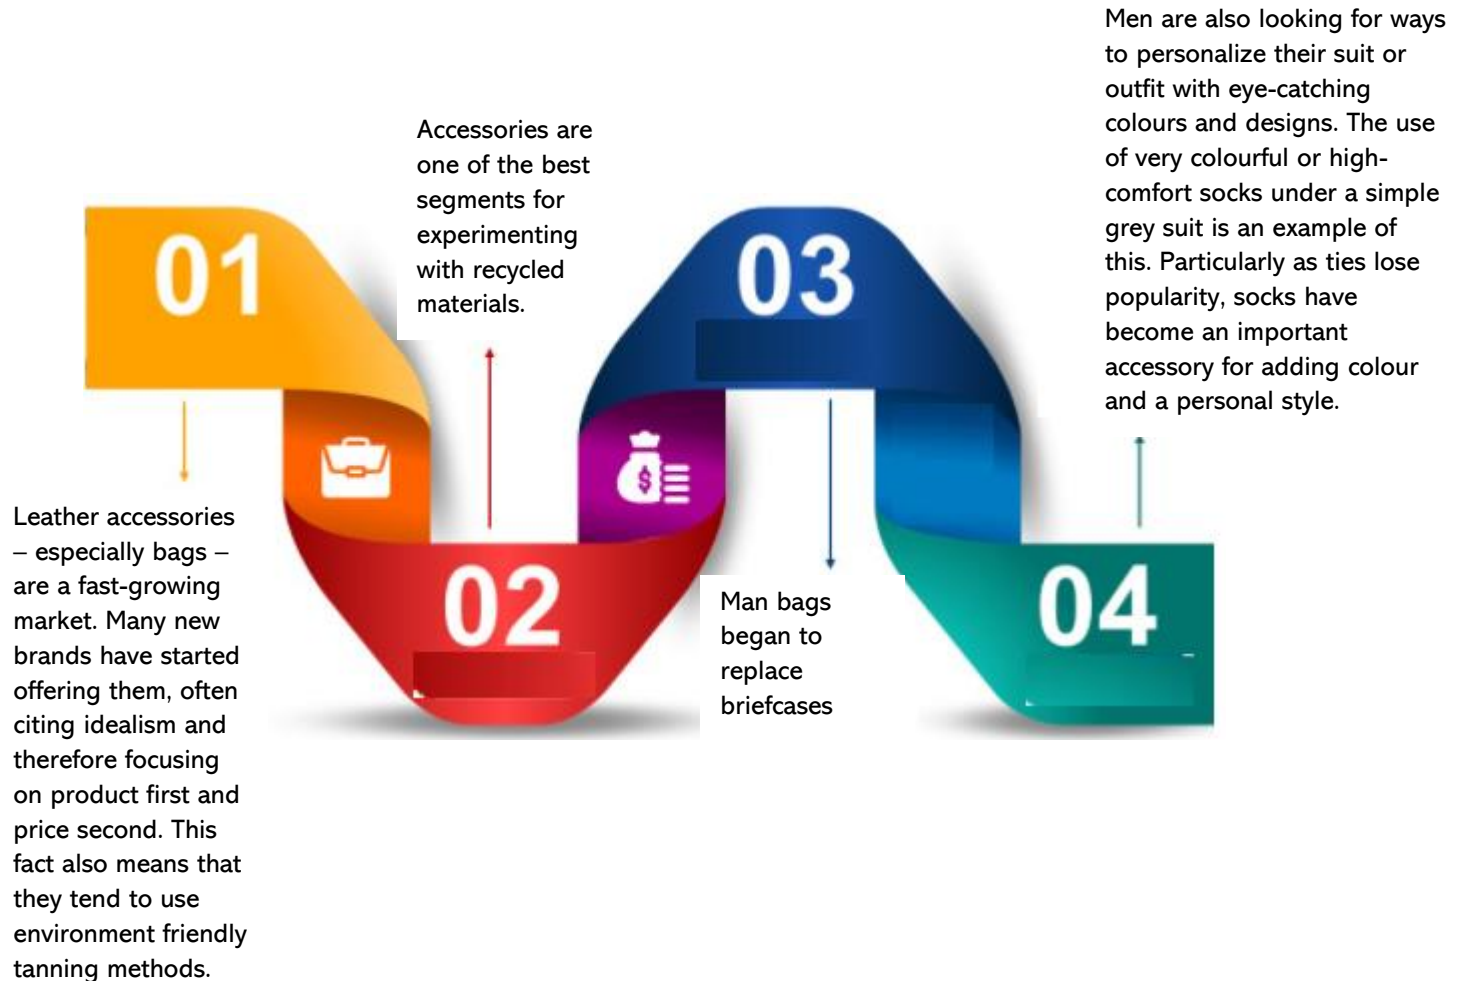 01
Leather accessories
– especially bags –
are a fast-growing
market. Many new
brands have started
offering them, often
citing idealism and
therefore focusing
on product first and
price second. This
fact also means that
they tend to use
environment friendly
tanning methods.
Accessories are
one of the best
segments for
experimenting
with recycled
materials.
02
03
$
Man bags
began to
replace
briefcases
Men are also looking for ways
to personalize their suit or
outfit with eye-catching
colours and designs. The use
of very colourful or high-
comfort socks under a simple
grey suit is an example of
this. Particularly as ties lose
popularity, socks have
become an important
accessory for adding colour
and a personal style.
04